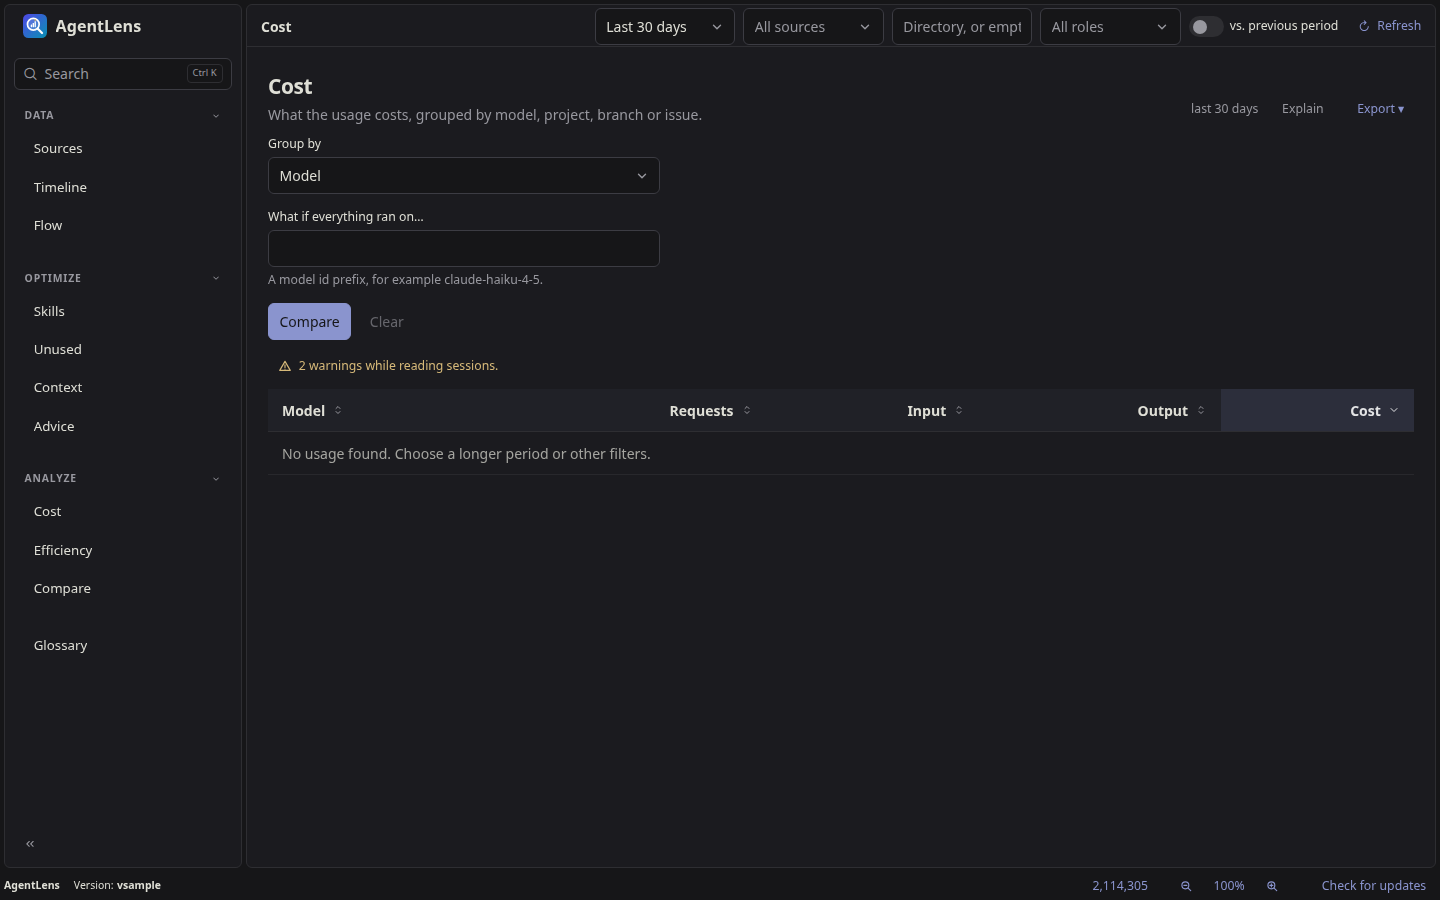 AgentLens
Search
Ctrl K
DATA
Sources
Timeline
Flow
OPTIMIZE
Skills
Unused
Context
Advice
ANALYZE
Cost
Efficiency
Compare
Glossary
«
Cost
Last 30 days
All sources
Directory, or empt
All roles
vs. previous period
Refresh
Cost
What the usage costs, grouped by model, project, branch or issue.
last 30 days
Explain
Export ▾
Group by
Model
What if everything ran on...
A model id prefix, for example claude-haiku-4-5.
Compare
Clear
2 warnings while reading sessions.
Model
Requests
Input
Output
Cost
No usage found. Choose a longer period or other filters.
AgentLens
Version: vsample
2,114,305
100%
Check for updates